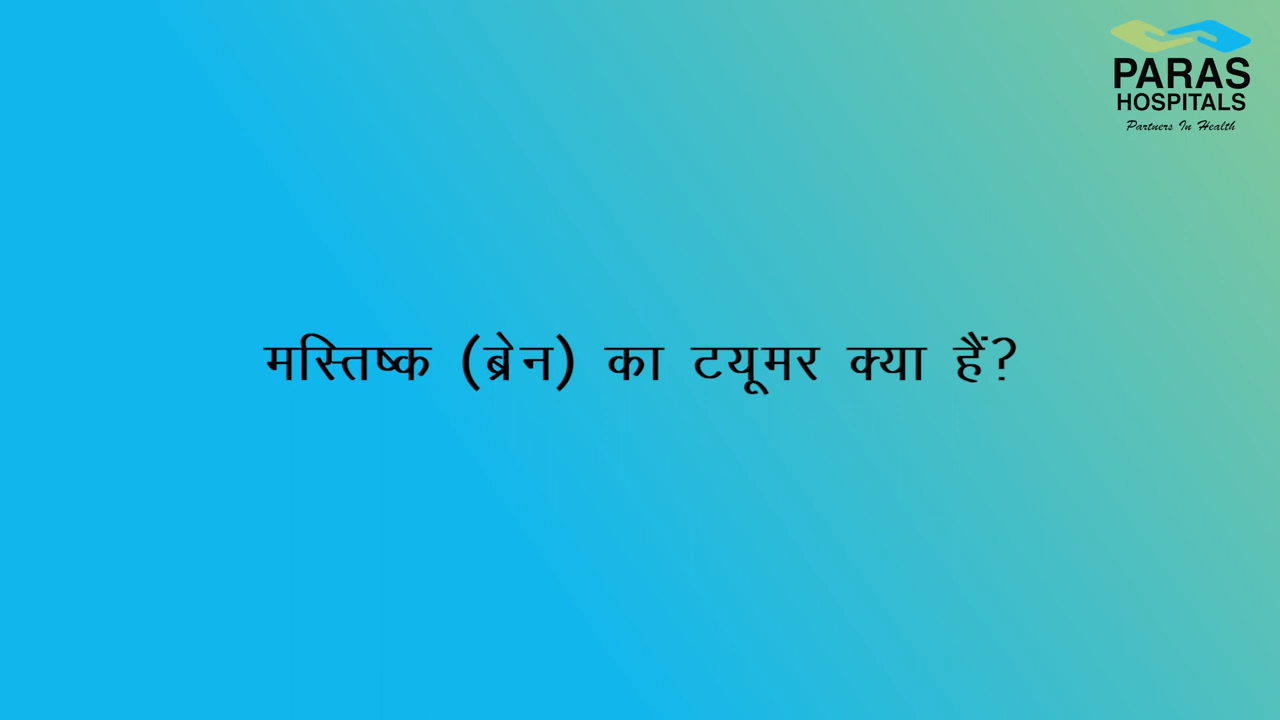 PARAS
HOSPITALS
Partners In Health
मस्तिष्क (ब्रेन) का टयूमर क्या हैं?